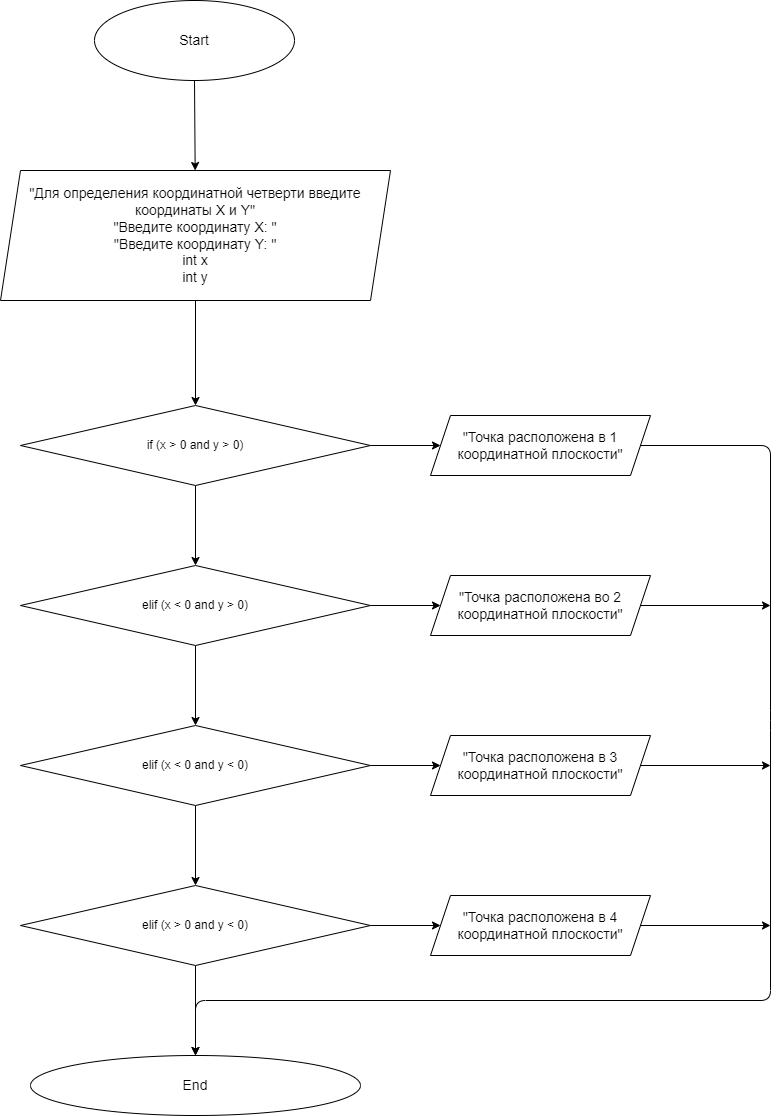 Start
"Для определения координатной четверти введите
координаты X и Y"
"Введите координату X: "
"Введите координату Y: "
int x
int y
if (x > 0 and y > 0)
"Точка расположена в 1
координатной плоскости"
elif (x < 0 and y > 0)
"Точка расположена во 2
координатной плоскости"
elif (x < 0 and y < 0)
"Точка расположена в 3
координатной плоскости"
elif (x > 0 and y < 0)
"Точка расположена в 4
координатной плоскости"
End